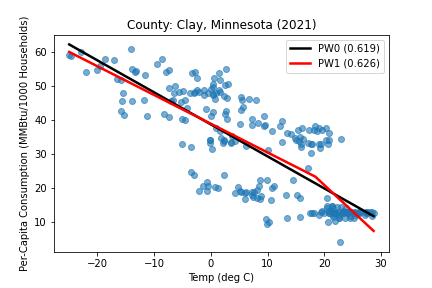 County: Clay, Minnesota (2021)
PW0 (0.619)
PW1 (0.626)
Per-Capita Consumption (MMBtu/1000 Households)
60
50
40
30
20
10
−20 −10 0 10 20 30
Temp (deg C)